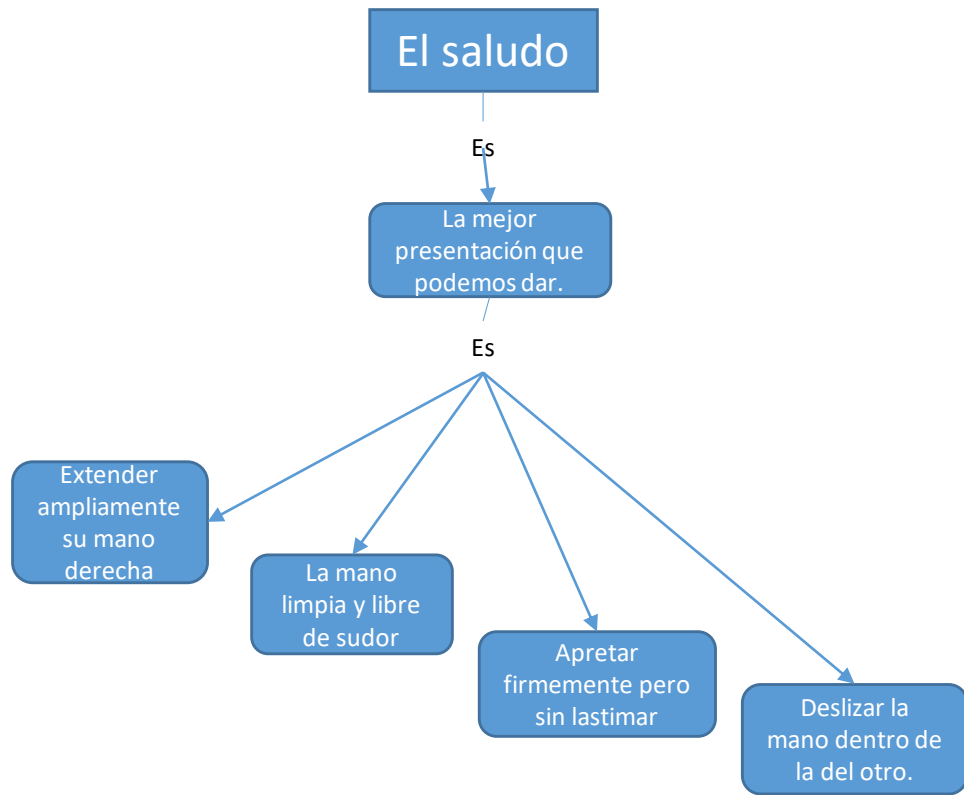 El saludo
Es
La mejor
presentación que
podemos dar.
Es
Extender
ampliamente
su mano
derecha
La mano
limpia y libre
de sudor
Apretar
firmemente pero
sin lastimar
Deslizar la
mano dentro de
la del otro.